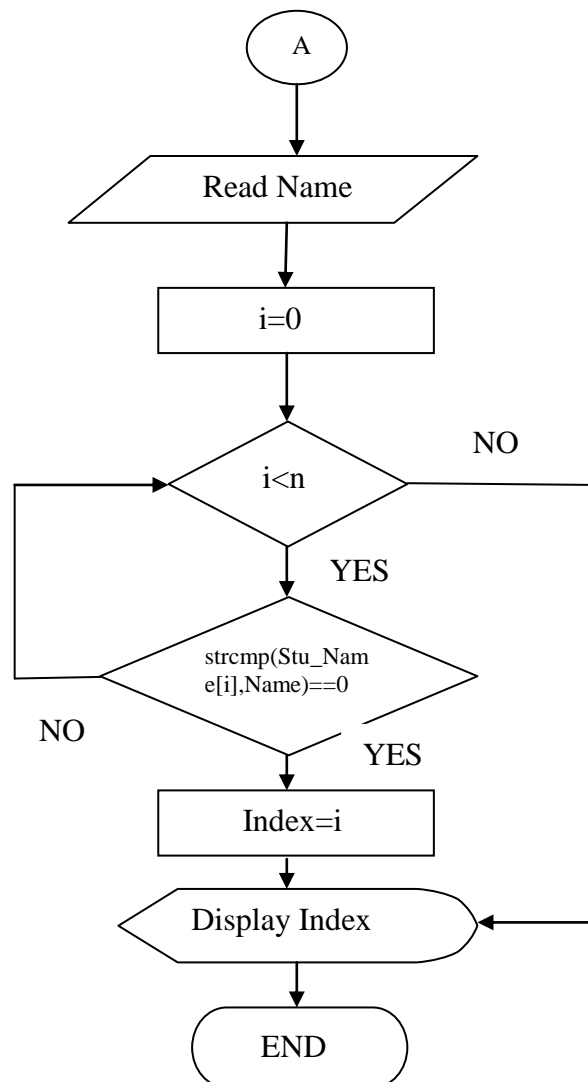 A
Read Name
i=0
i<n
NO
YES
strcmp(Stu_Nam
e[i],Name)==0
NO
YES
Index=i
Display Index
END